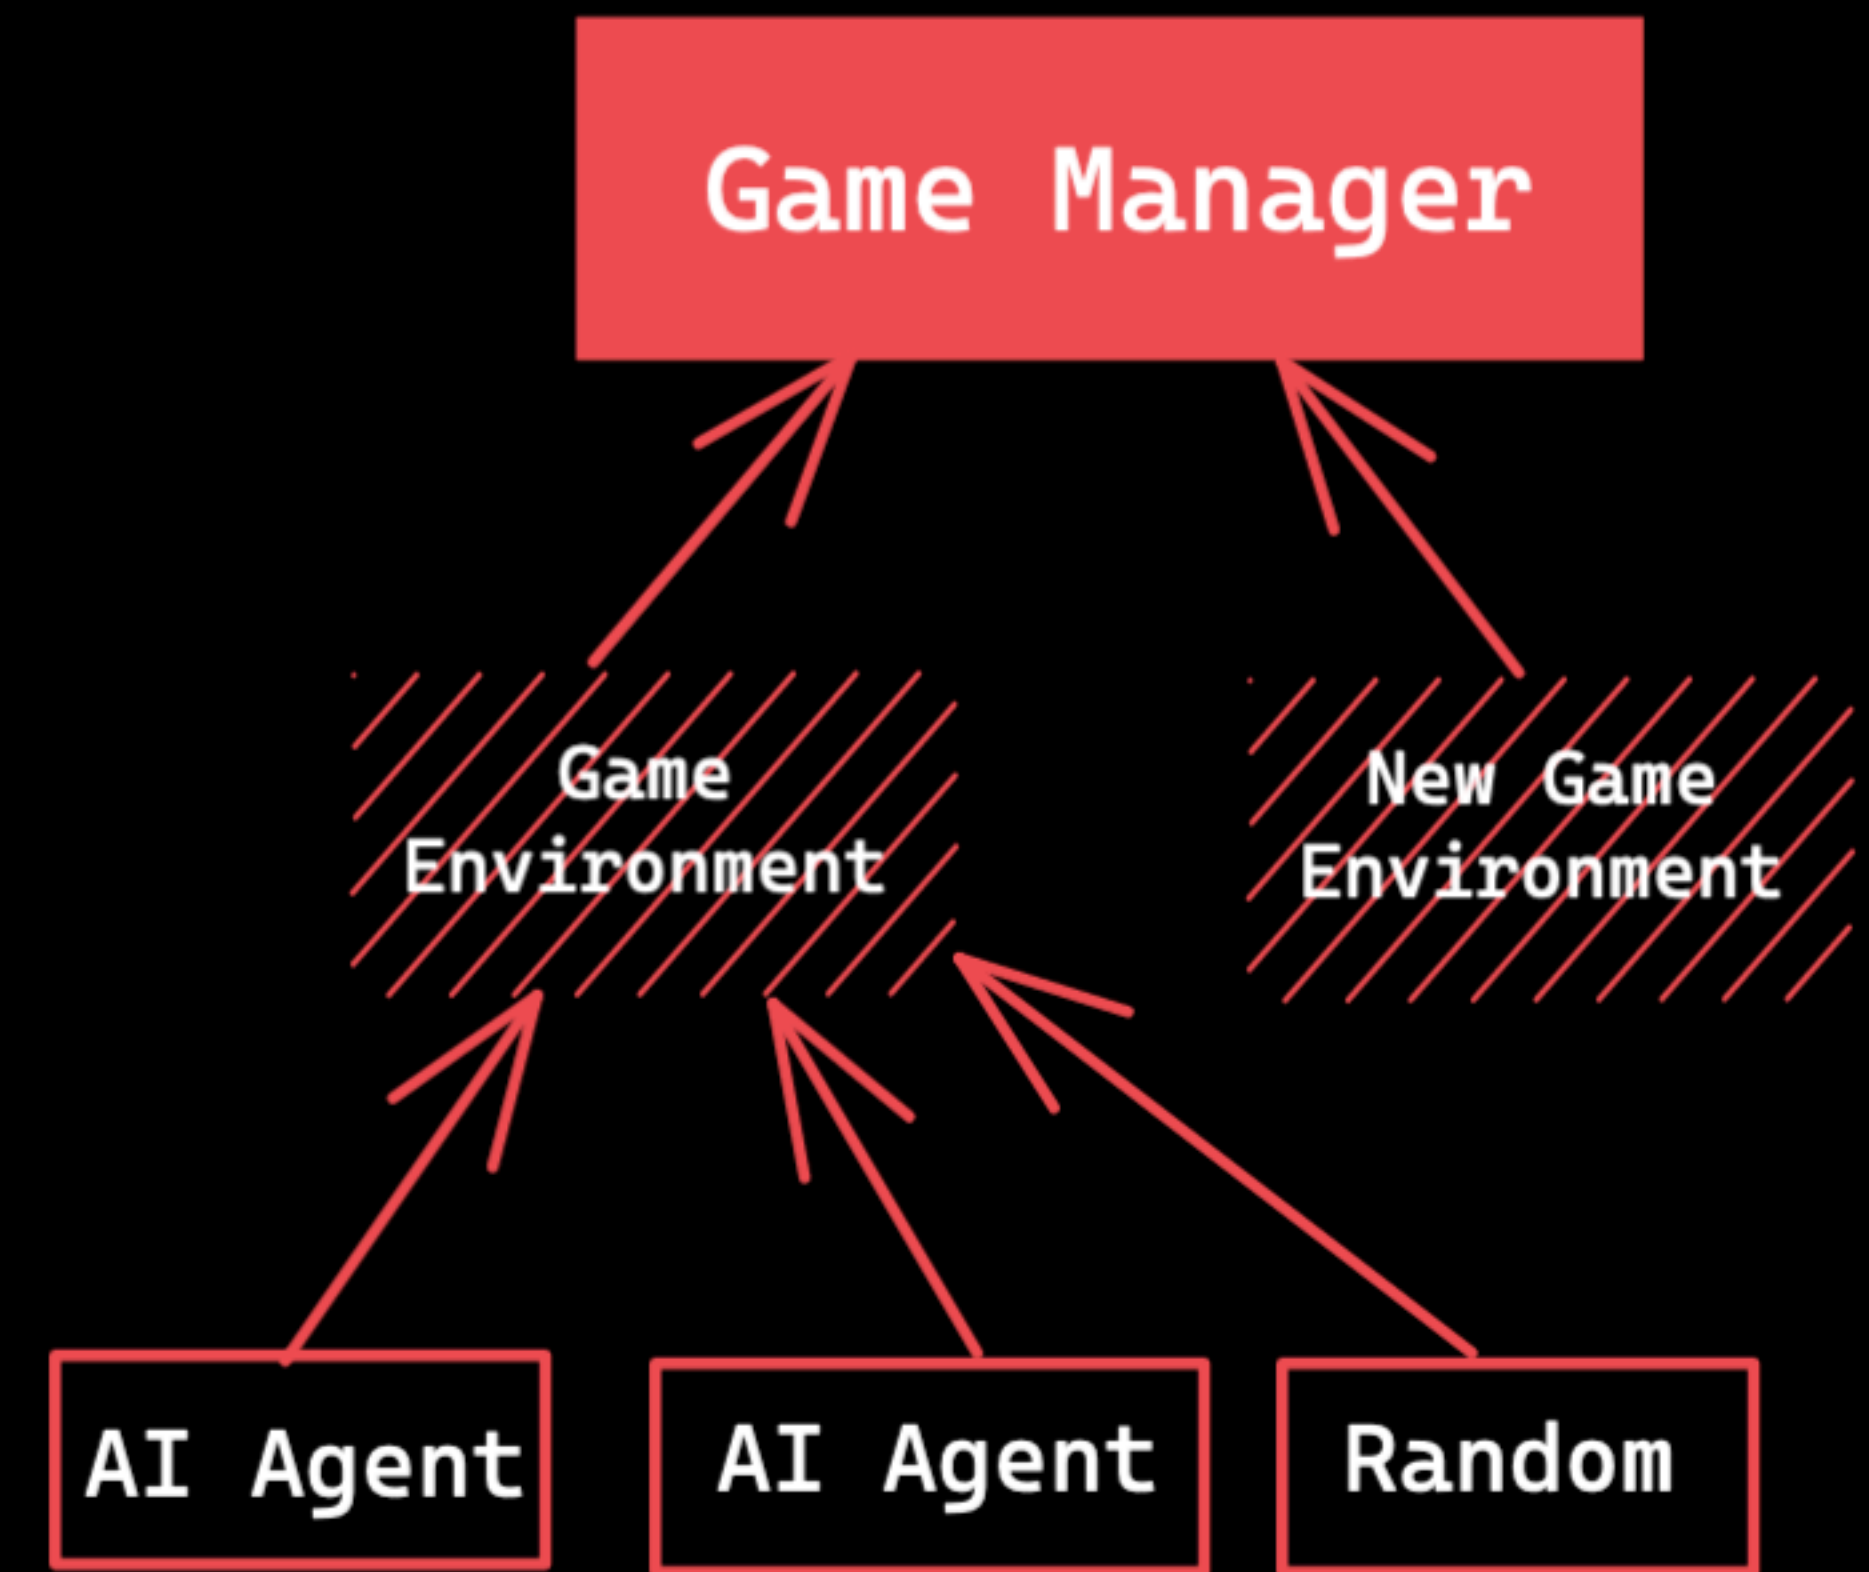 Game Manager
Game
Environment
New Game
Environment
AI Agent
AI Agent
Random